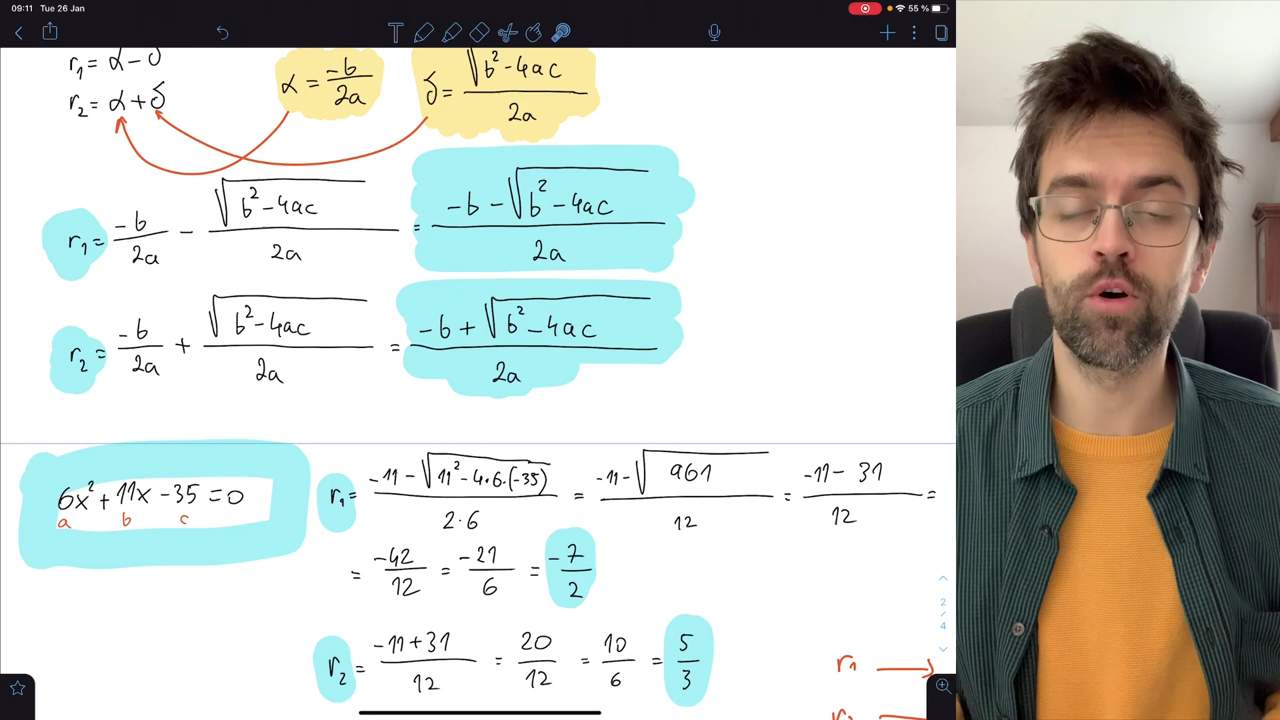 09:11 Tue 26 Jan
55 %
r₁ = α - δ
r₂ = α + δ
α = -b/2a
δ = √(b² - 4ac)/2a
r₁ = -b/2a - √(b² - 4ac)/2a = (-b - √(b² - 4ac))/2a
r₂ = -b/2a + √(b² - 4ac)/2a = (-b + √(b² - 4ac))/2a
6x² + 11x - 35 = 0
a b c
r₁ = (-11 - √(11² - 4·6·(-35)))/(2·6) = (-11 - √961)/12 = (-11 - 31)/12 =
= -42/12 = -21/6 = -7/2
r₂ = (-11 + 31)/12 = 20/12 = 10/6 = 5/3
r₁ →
2
/
4
T